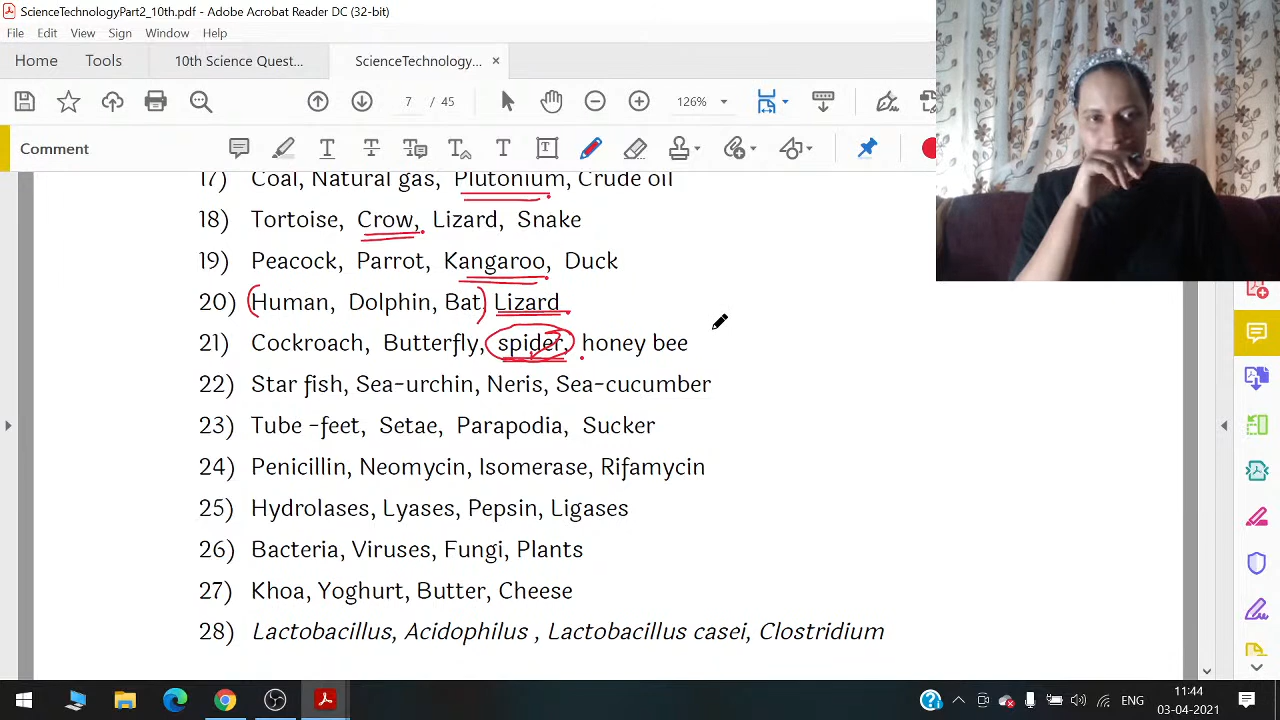 ScienceTechnologyPart2_10th.pdf - Adobe Acrobat Reader DC (32-bit)
File Edit View Sign Window Help
Home Tools 10th Science Quest... ScienceTechnology... ×
7 / 45 126%
Comment
17) Coal, Natural gas, Plutonium, Crude oil
18) Tortoise, Crow, Lizard, Snake
19) Peacock, Parrot, Kangaroo, Duck
20) Human, Dolphin, Bat, Lizard
21) Cockroach, Butterfly, spider, honey bee
22) Star fish, Sea-urchin, Neris, Sea-cucumber
23) Tube -feet, Setae, Parapodia, Sucker
24) Penicillin, Neomycin, Isomerase, Rifamycin
25) Hydrolases, Lyases, Pepsin, Ligases
26) Bacteria, Viruses, Fungi, Plants
27) Khoa, Yoghurt, Butter, Cheese
28) Lactobacillus, Acidophilus , Lactobacillus casei, Clostridium
ENG
11:44
03-04-2021